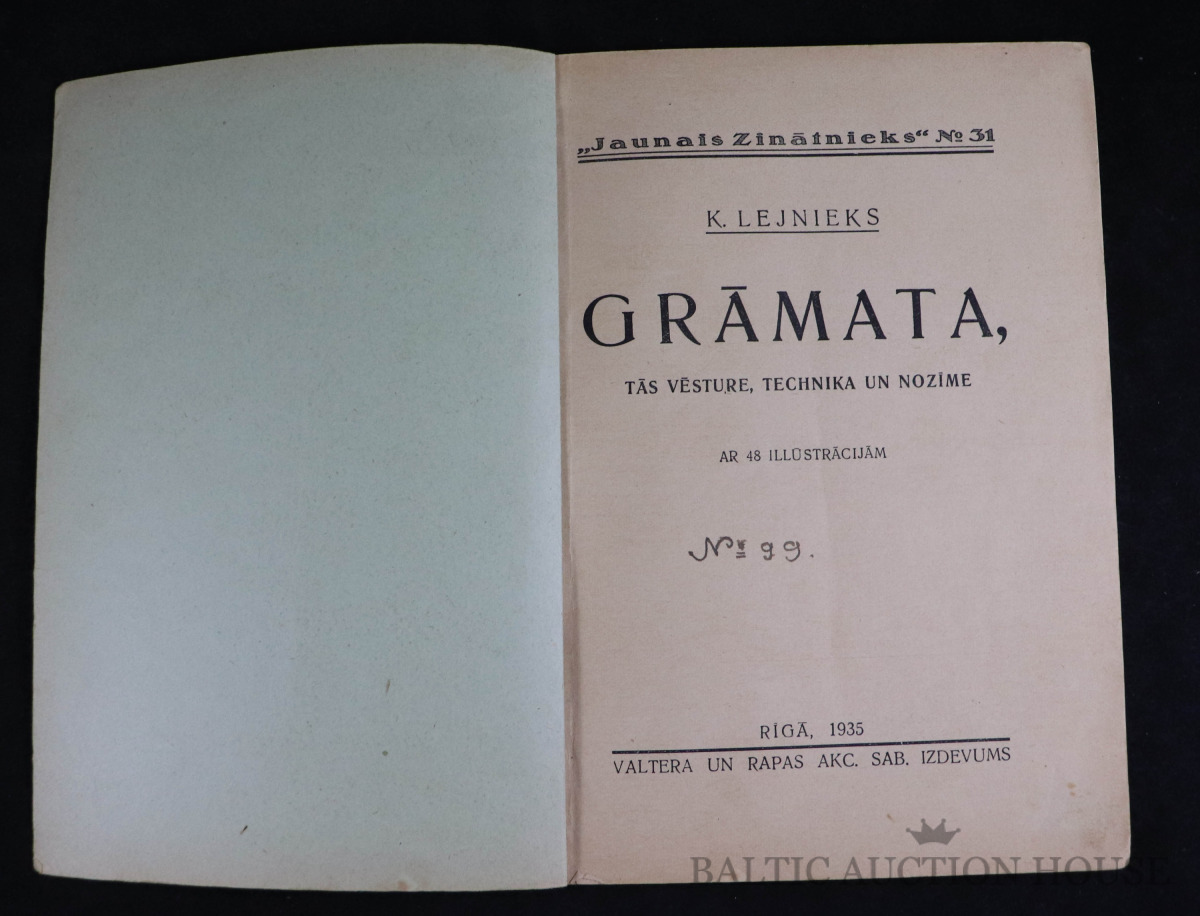 „Jaunais Zinātnieks“ № 31
K. LEJNIEKS
GRĀMATA,
TĀS VĒSTURE, TECHNIKA UN NOZĪME
AR 48 ILLŪSTRĀCIJĀM
№ 99.
RĪGĀ, 1935
VALTERA UN RAPAS AKC. SAB. IZDEVUMS
BALTIC AUCTION HOUSE